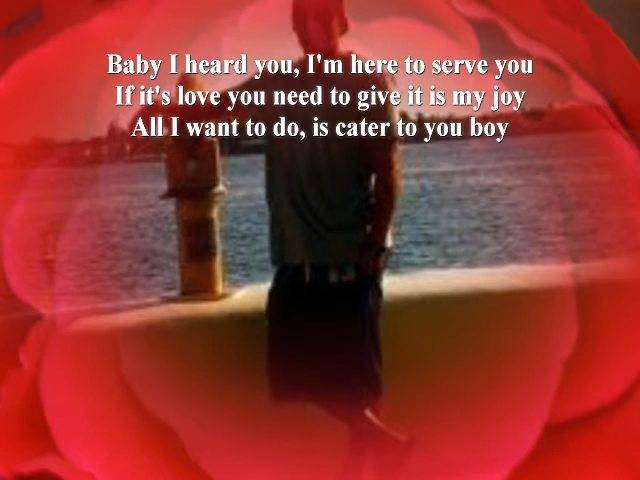 Baby I heard you, I'm here to serve you
If it's love you need to give it is my joy
All I want to do, is cater to you boy